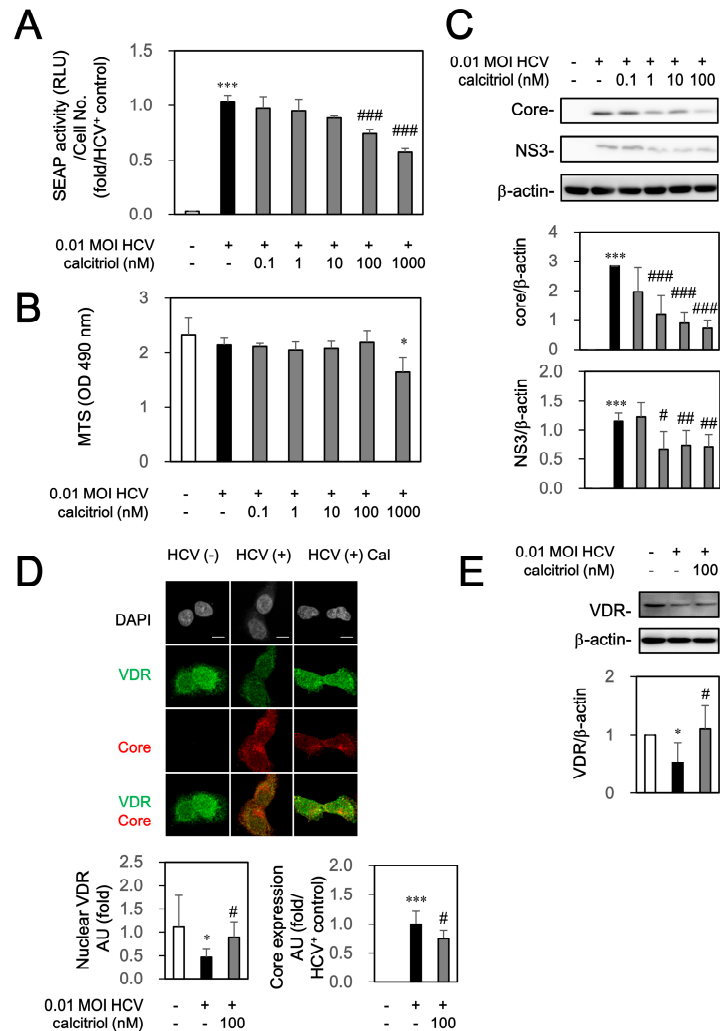 A
SEAP activity (RLU)
/Cell No.
(fold/HCV⁺ control)
1.5
1.0
0.5
0.0
***
###
###
0.01 MOI HCV - + + + + + +
calcitriol (nM) - - 0.1 1 10 100 1000
B
MTS (OD 490 nm)
3
2
1
0
*
0.01 MOI HCV - + + + + + +
calcitriol (nM) - - 0.1 1 10 100 1000
C
0.01 MOI HCV - + + + + +
calcitriol (nM) - - 0.1 1 10 100
Core-
NS3-
β-actin-
core/β-actin
4
3
2
1
0
***
###
###
###
NS3/β-actin
1.5
1.0
0.5
0.0
***
#
##
##
D
HCV (-) HCV (+) HCV (+) Cal
DAPI
VDR
Core
VDR
Core
Nuclear VDR
AU (fold)
2.5
2.0
1.5
1.0
0.5
0.0
*
#
Core expression
AU (fold/
HCV⁺ control)
2.0
1.5
1.0
0.5
0.0
***
#
0.01 MOI HCV - + + - + +
calcitriol (nM) - - 100 - - 100
E
0.01 MOI HCV - + +
calcitriol (nM) - - 100
VDR-
β-actin-
VDR/β-actin
2
1
0
*
#